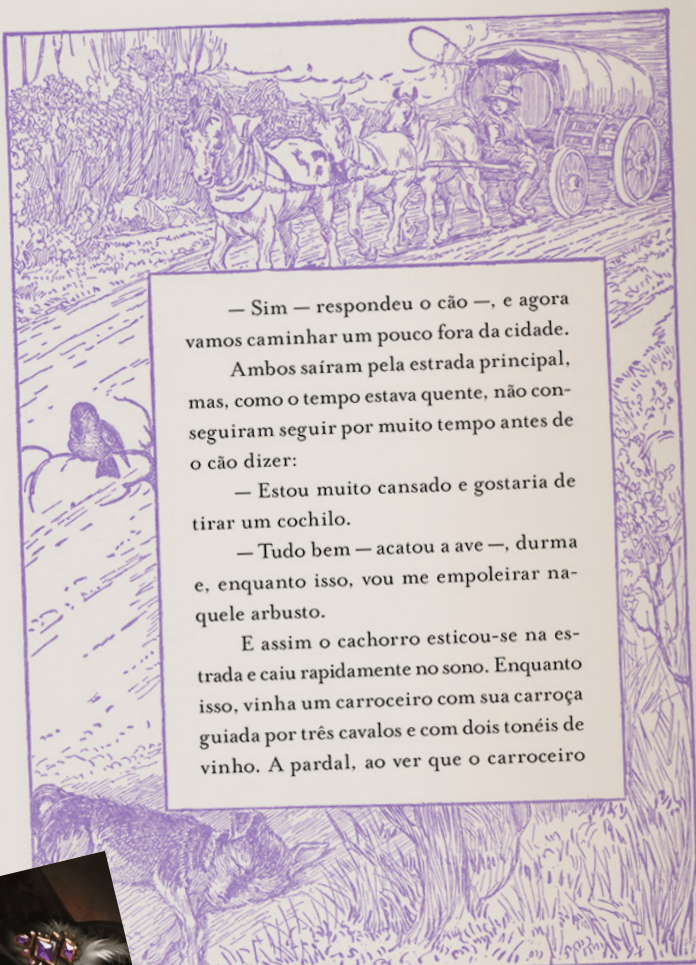 — Sim — respondeu o cão —, e agora
vamos caminhar um pouco fora da cidade.
Ambos saíram pela estrada principal,
mas, como o tempo estava quente, não con-
seguiram seguir por muito tempo antes de
o cão dizer:
— Estou muito cansado e gostaria de
tirar um cochilo.
— Tudo bem — acatou a ave —, durma
e, enquanto isso, vou me empoleirar na-
quele arbusto.
E assim o cachorro esticou-se na es-
trada e caiu rapidamente no sono. Enquanto
isso, vinha um carroceiro com sua carroça
guiada por três cavalos e com dois tonéis de
vinho. A pardal, ao ver que o carroceiro